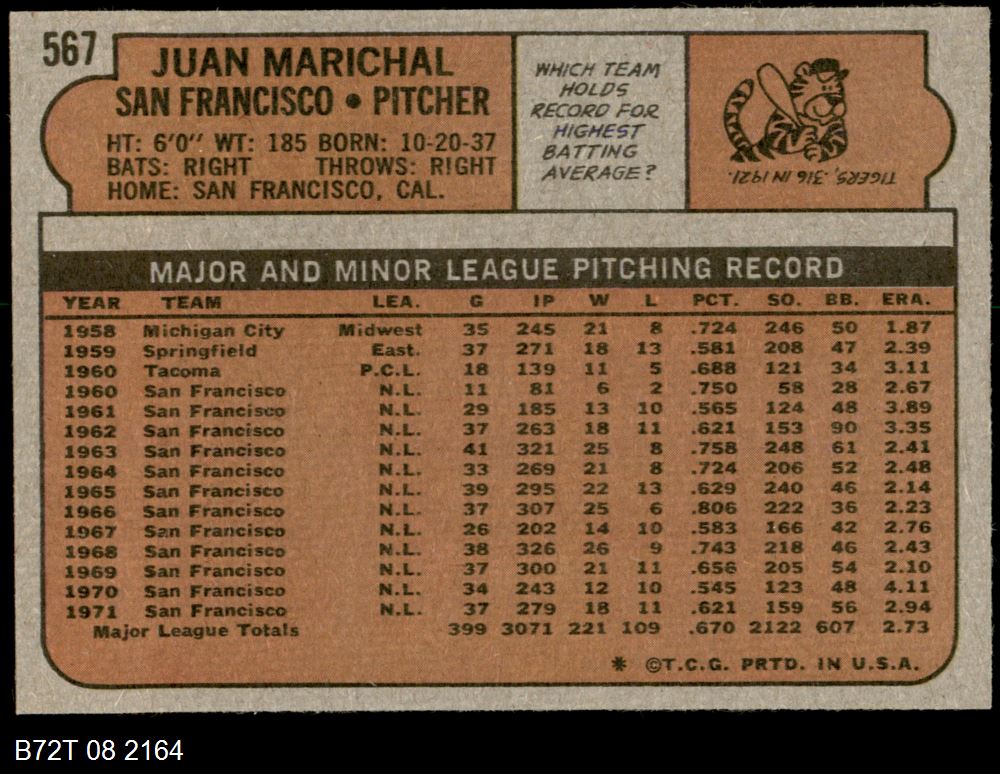 567
JUAN MARICHAL
SAN FRANCISCO • PITCHER
HT: 6'0" WT: 185 BORN: 10-20-37
BATS: RIGHT THROWS: RIGHT
HOME: SAN FRANCISCO, CAL.
WHICH TEAM
HOLDS
RECORD FOR
HIGHEST
BATTING
AVERAGE?
TIGERS, .316 IN 1921.
MAJOR AND MINOR LEAGUE PITCHING RECORD
YEAR TEAM LEA. G IP W L PCT. SO. BB. ERA.
1958 Michigan City Midwest 35 245 21 8 .724 246 50 1.87
1959 Springfield East. 37 271 18 13 .581 208 47 2.39
1960 Tacoma P.C.L. 18 139 11 5 .688 121 34 3.11
1960 San Francisco N.L. 11 81 6 2 .750 58 28 2.67
1961 San Francisco N.L. 29 185 13 10 .565 124 48 3.89
1962 San Francisco N.L. 37 263 18 11 .621 153 90 3.35
1963 San Francisco N.L. 41 321 25 8 .758 248 61 2.41
1964 San Francisco N.L. 33 269 21 8 .724 206 52 2.48
1965 San Francisco N.L. 39 295 22 13 .629 240 46 2.14
1966 San Francisco N.L. 37 307 25 6 .806 222 36 2.23
1967 San Francisco N.L. 26 202 14 10 .583 166 42 2.76
1968 San Francisco N.L. 38 326 26 9 .743 218 46 2.43
1969 San Francisco N.L. 37 300 21 11 .656 205 54 2.10
1970 San Francisco N.L. 34 243 12 10 .545 123 48 4.11
1971 San Francisco N.L. 37 279 18 11 .621 159 56 2.94
Major League Totals 399 3071 221 109 .670 2122 607 2.73
* ©T.C.G. PRTD. IN U.S.A.
B72T 08 2164